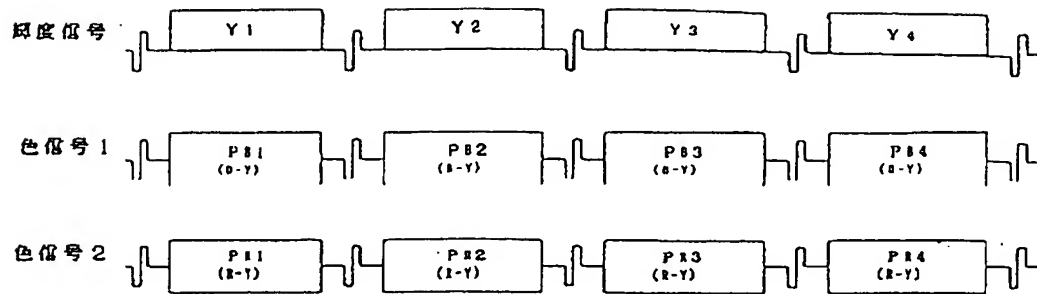 輝度信号 Y1 Y2 Y3 Y4
色信号1 PB1 PB2 PB3 PB4
(B-Y) (B-Y) (B-Y) (B-Y)
色信号2 PR1 PR2 PR3 PR4
(R-Y) (R-Y) (R-Y) (R-Y)